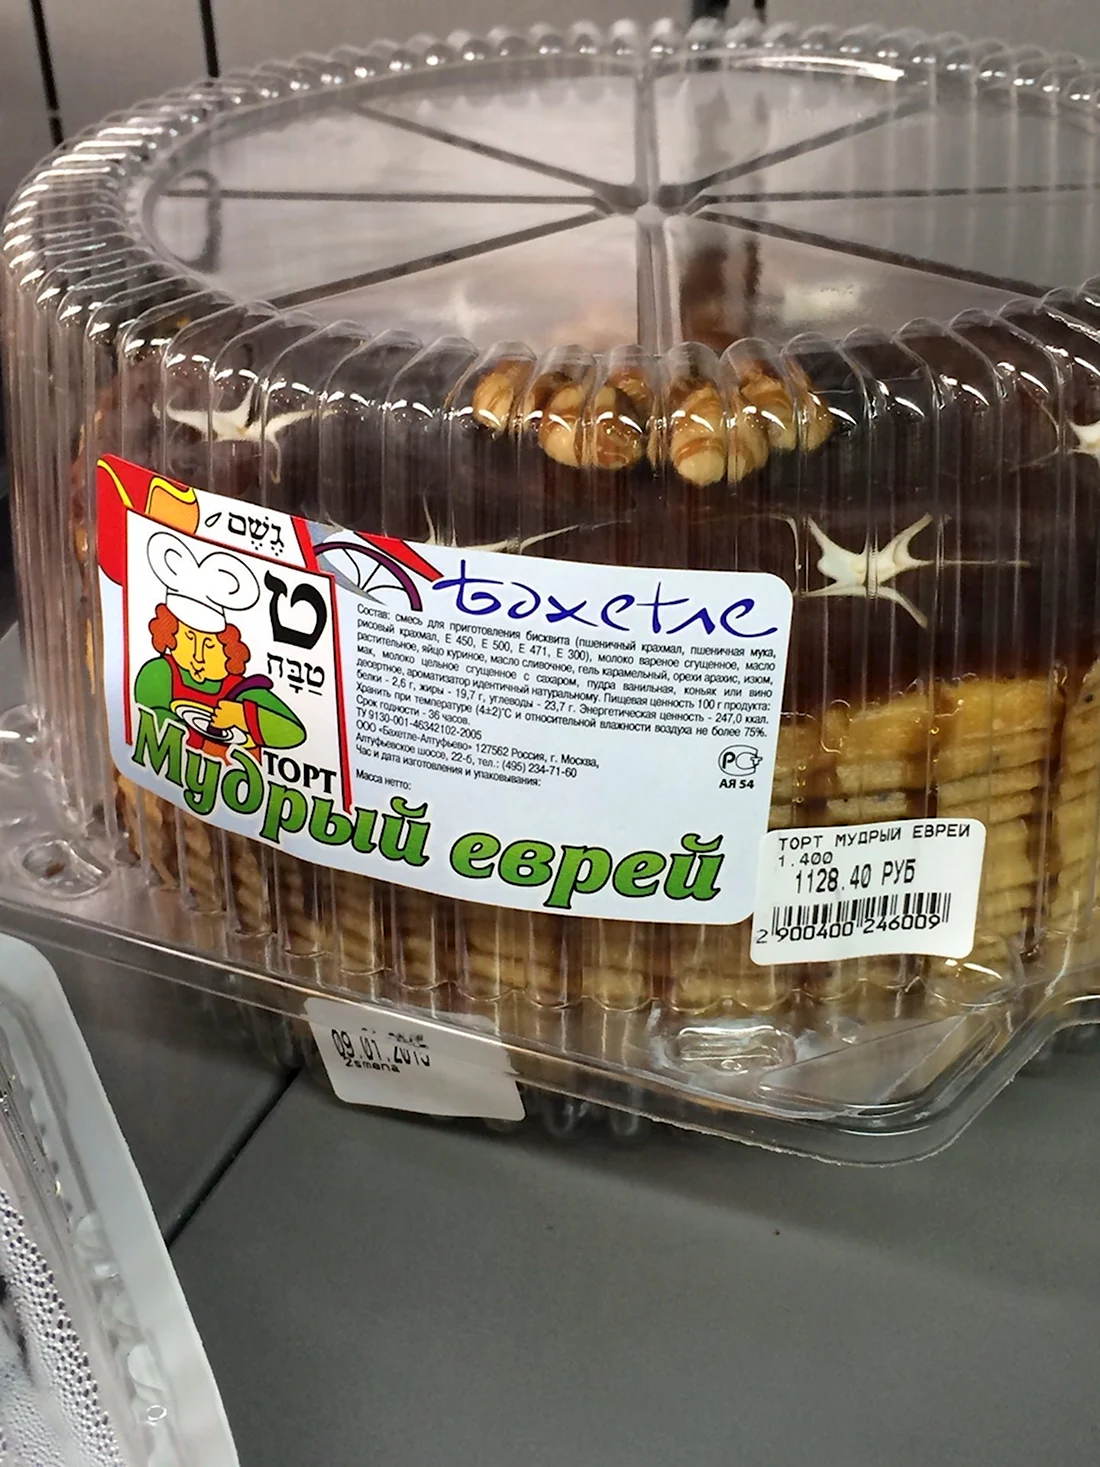 גֶּשֶׁם
ט
טַבָּח
Бахетле
Состав: смесь для приготовления бисквита (пшеничный крахмал, пшеничная мука,
рисовый крахмал, Е 450, Е 500, Е 471, Е 300), молоко вареное сгущенное, масло
растительное, яйцо куриное, масло сливочное, гель карамельный, орехи арахис, изюм,
мак, молоко цельное сгущенное с сахаром, пудра ванильная, коньяк или вино
десертное, ароматизатор идентичный натуральному. Пищевая ценность 100 г продукта:
белки - 2,6 г, жиры - 19,7 г, углеводы - 23,7 г. Энергетическая ценность - 247,0 ккал.
Хранить при температуре (4±2)°С и относительной влажности воздуха не более 75%.
Срок годности - 36 часов.
ТУ 9130-001-46342102-2005
ООО «Бахетле-Алтуфьево» 127562 Россия, г. Москва,
Алтуфьевское шоссе, 22-б, тел.: (495) 234-71-60
Час и дата изготовления и упаковывания:
Масса нетто:
РСТ
АЯ 54
ТОРТ
Мудрый еврей
ТОРТ МУДРЫЙ ЕВРЕЙ
1.400
1128.40 РУБ
2 900400 246009
09.01.2015
2smena